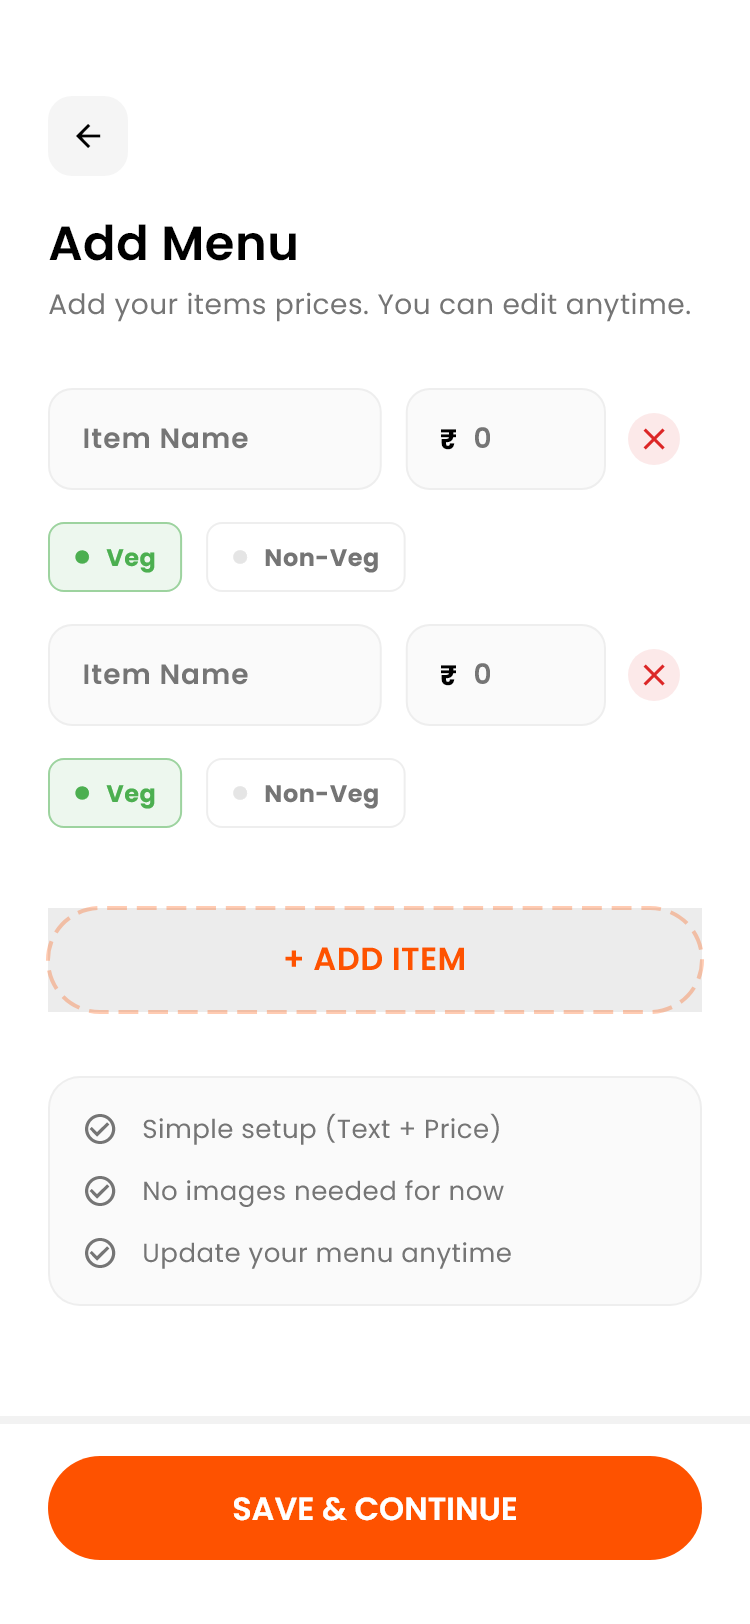 Add Menu
Add your items prices. You can edit anytime.
Item Name
₹ 0
Veg
Non-Veg
Item Name
₹ 0
Veg
Non-Veg
+ ADD ITEM
Simple setup (Text + Price)
No images needed for now
Update your menu anytime
SAVE & CONTINUE